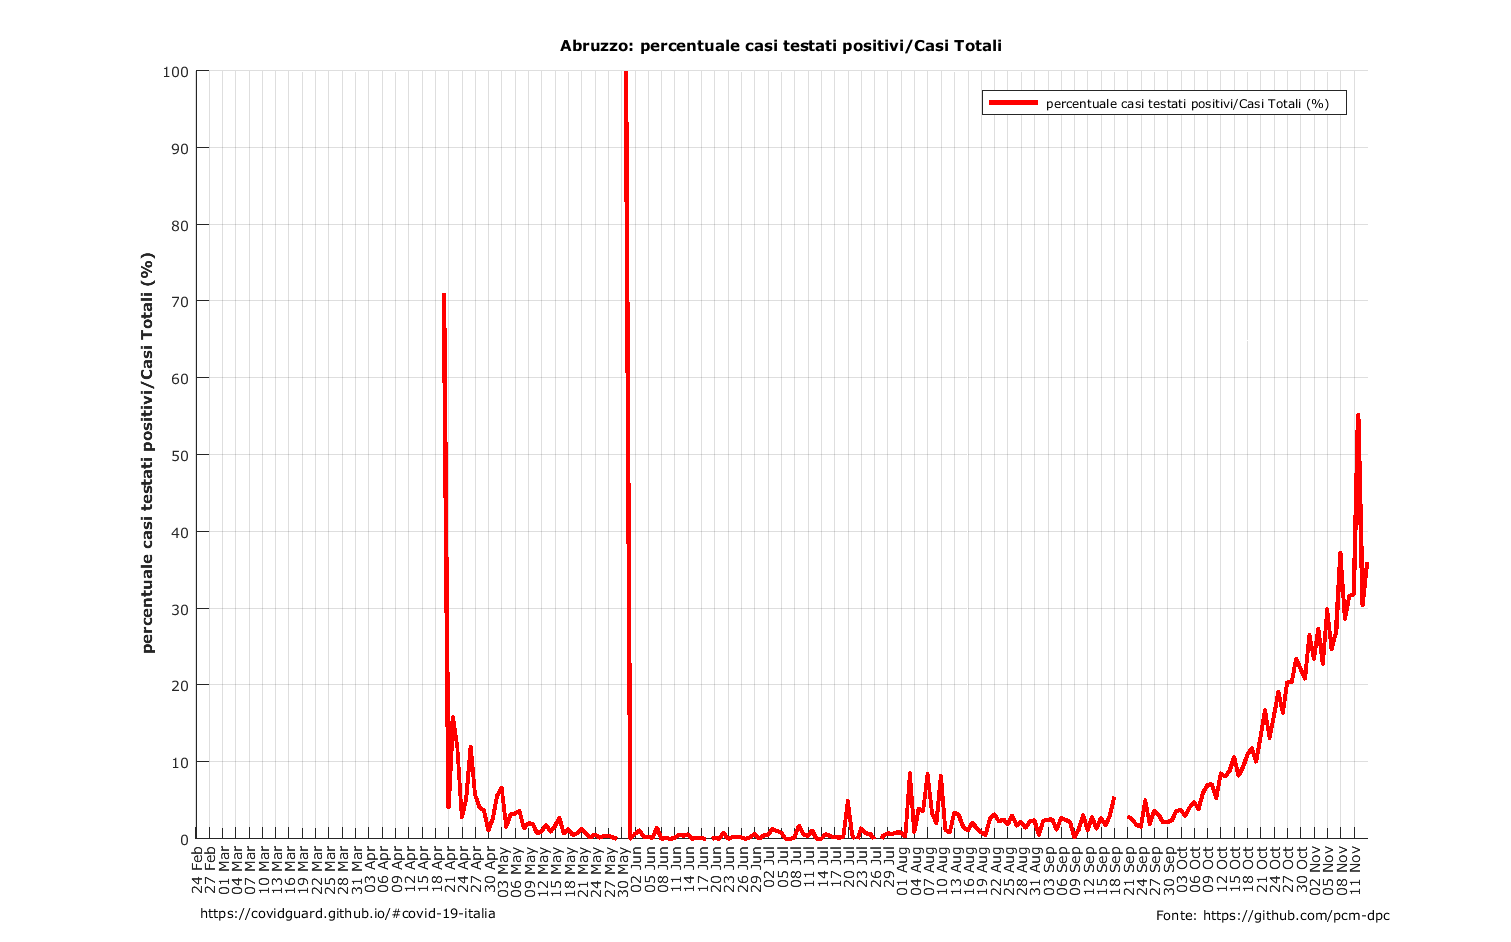 Abruzzo: percentuale casi testati positivi/Casi Totali
percentuale casi testati positivi/Casi Totali (%)
percentuale casi testati positivi/Casi Totali (%)
100
90
80
70
60
50
40
30
20
10
0
24 Feb
27 Feb
01 Mar
04 Mar
07 Mar
10 Mar
13 Mar
16 Mar
19 Mar
22 Mar
25 Mar
28 Mar
31 Mar
03 Apr
06 Apr
09 Apr
12 Apr
15 Apr
18 Apr
21 Apr
24 Apr
27 Apr
30 Apr
03 May
06 May
09 May
12 May
15 May
18 May
21 May
24 May
27 May
30 May
02 Jun
05 Jun
08 Jun
11 Jun
14 Jun
17 Jun
20 Jun
23 Jun
26 Jun
29 Jun
02 Jul
05 Jul
08 Jul
11 Jul
14 Jul
17 Jul
20 Jul
23 Jul
26 Jul
29 Jul
01 Aug
04 Aug
07 Aug
10 Aug
13 Aug
16 Aug
19 Aug
22 Aug
25 Aug
28 Aug
31 Aug
03 Sep
06 Sep
09 Sep
12 Sep
15 Sep
18 Sep
21 Sep
24 Sep
27 Sep
30 Sep
03 Oct
06 Oct
09 Oct
12 Oct
15 Oct
18 Oct
21 Oct
24 Oct
27 Oct
30 Oct
02 Nov
05 Nov
08 Nov
11 Nov
https://covidguard.github.io/#covid-19-italia
Fonte: https://github.com/pcm-dpc